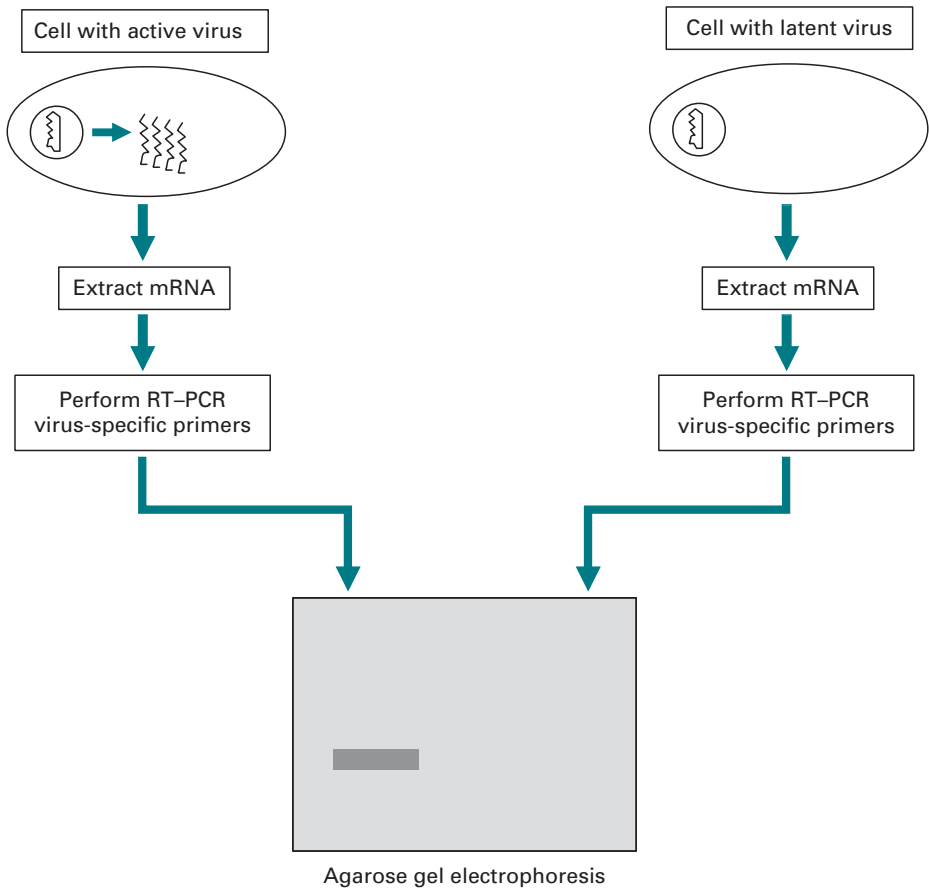 Cell with active virus
Cell with latent virus
Extract mRNA
Extract mRNA
Perform RT–PCR
virus-specific primers
Perform RT–PCR
virus-specific primers
Agarose gel electrophoresis